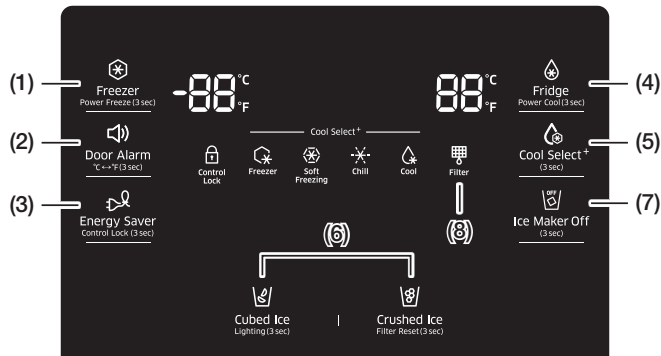 (1)
Freezer
Power Freeze (3 sec)
-88 °C
°F
88 °C
°F
(4)
Fridge
Power Cool (3 sec)
(2)
Door Alarm
°C ↔ °F (3 sec)
Cool Select+
Control
Lock
Freezer
Soft
Freezing
Chill
Cool
Filter
(5)
Cool Select+
(3 sec)
(3)
Energy Saver
Control Lock (3 sec)
(6)
(8)
(7)
OFF
Ice Maker Off
(3 sec)
Cubed Ice
Lighting (3 sec)
|
Crushed Ice
Filter Reset (3 sec)